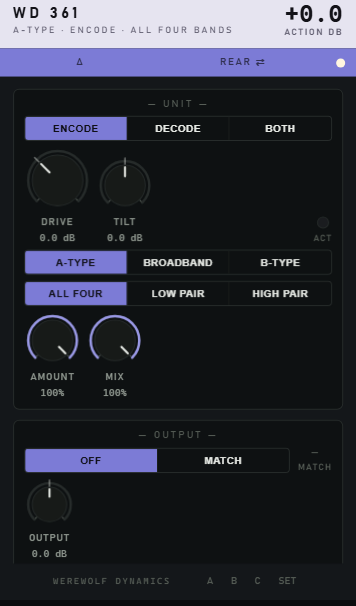 WD 361
+0.0
A-TYPE · ENCODE · ALL FOUR BANDS
ACTION DB
Δ
REAR ⇄
— UNIT —
ENCODE DECODE BOTH
DRIVE TILT
0.0 dB 0.0 dB
ACT
A-TYPE BROADBAND B-TYPE
ALL FOUR LOW PAIR HIGH PAIR
AMOUNT MIX
100% 100%
— OUTPUT —
OFF MATCH
—
MATCH
OUTPUT
0.0 dB
WEREWOLF DYNAMICS A B C SET